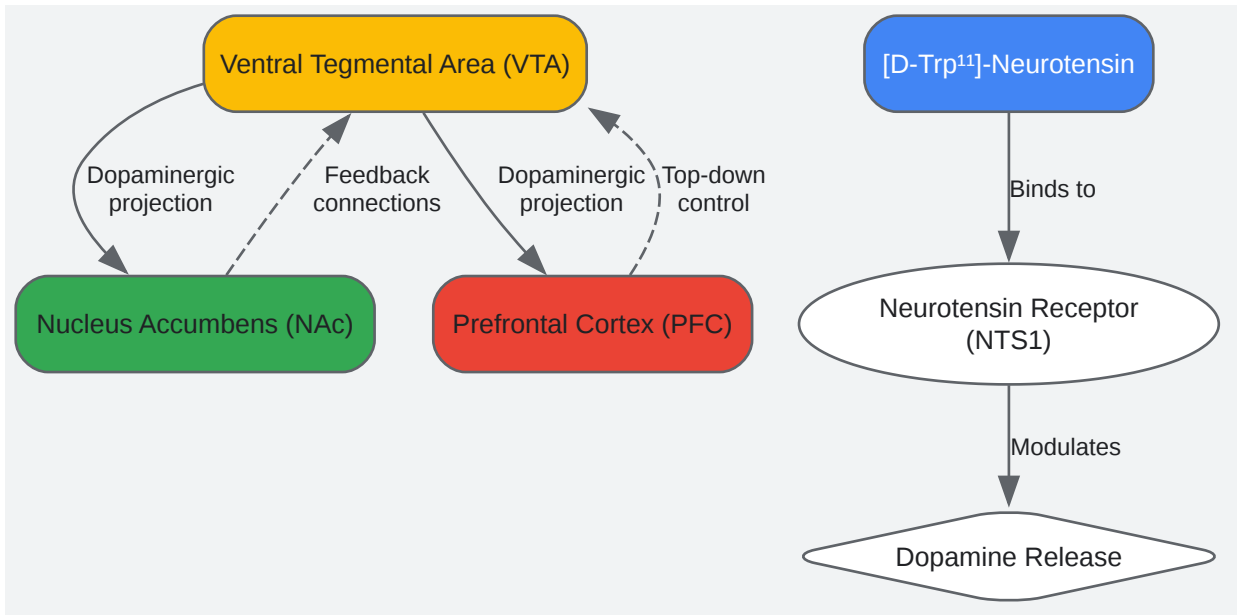 Ventral Tegmental Area (VTA)
[D-Trp¹¹]-Neurotensin
Dopaminergic
projection
Feedback
connections
Dopaminergic
projection
Top-down
control
Binds to
Nucleus Accumbens (NAc)
Prefrontal Cortex (PFC)
Neurotensin Receptor
(NTS1)
Modulates
Dopamine Release